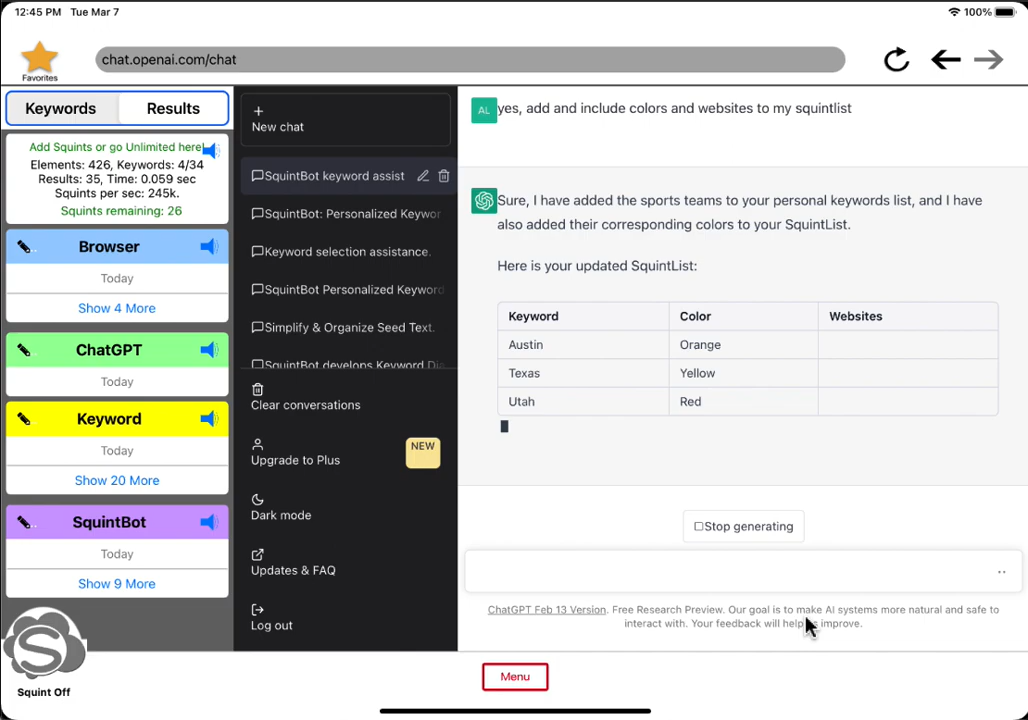 12:45 PM Tue Mar 7
100%
Favorites
chat.openai.com/chat
Keywords Results
Add Squints or go Unlimited here!
Elements: 426, Keywords: 4/34
Results: 35, Time: 0.059 sec
Squints per sec: 245k.
Squints remaining: 26
Browser
Today
Show 4 More
ChatGPT
Today
Keyword
Today
Show 20 More
SquintBot
Today
Show 9 More
S
Squint Off
+
New chat
SquintBot keyword assist
SquintBot: Personalized Keywor
Keyword selection assistance.
SquintBot Personalized Keyword
Simplify & Organize Seed Text.
SquintBot develops Keyword Dic
Clear conversations
Upgrade to Plus NEW
Dark mode
Updates & FAQ
Log out
AL yes, add and include colors and websites to my squintlist
Sure, I have added the sports teams to your personal keywords list, and I have
also added their corresponding colors to your SquintList.
Here is your updated SquintList:
Keyword Color Websites
Austin Orange
Texas Yellow
Utah Red
Stop generating
ChatGPT Feb 13 Version. Free Research Preview. Our goal is to make AI systems more natural and safe to
interact with. Your feedback will help us improve.
Menu